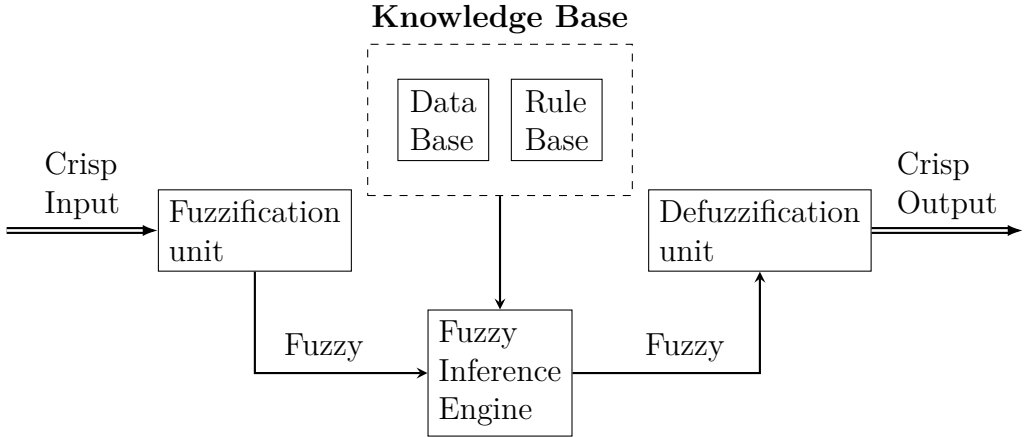 Knowledge Base
Data
Base
Rule
Base
Crisp
Input
Fuzzification
unit
Defuzzification
unit
Crisp
Output
Fuzzy
Fuzzy
Inference
Engine
Fuzzy